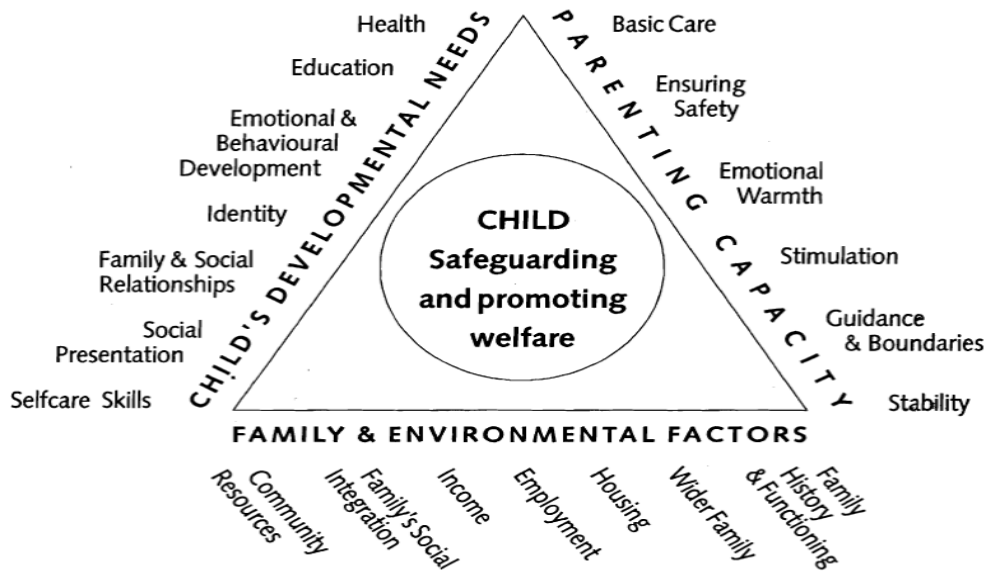 Health
Education
Emotional &
Behavioural
Development
Identity
Family & Social
Relationships
Social
Presentation
Selfcare Skills
CHILD'S DEVELOPMENTAL NEEDS
CHILD
Safeguarding
and promoting
welfare
PARENTING CAPACITY
Basic Care
Ensuring
Safety
Emotional
Warmth
Stimulation
Guidance
& Boundaries
Stability
FAMILY & ENVIRONMENTAL FACTORS
Community
Resources
Family's Social
Integration
Income
Employment
Housing
Wider Family
Family
History
& Functioning